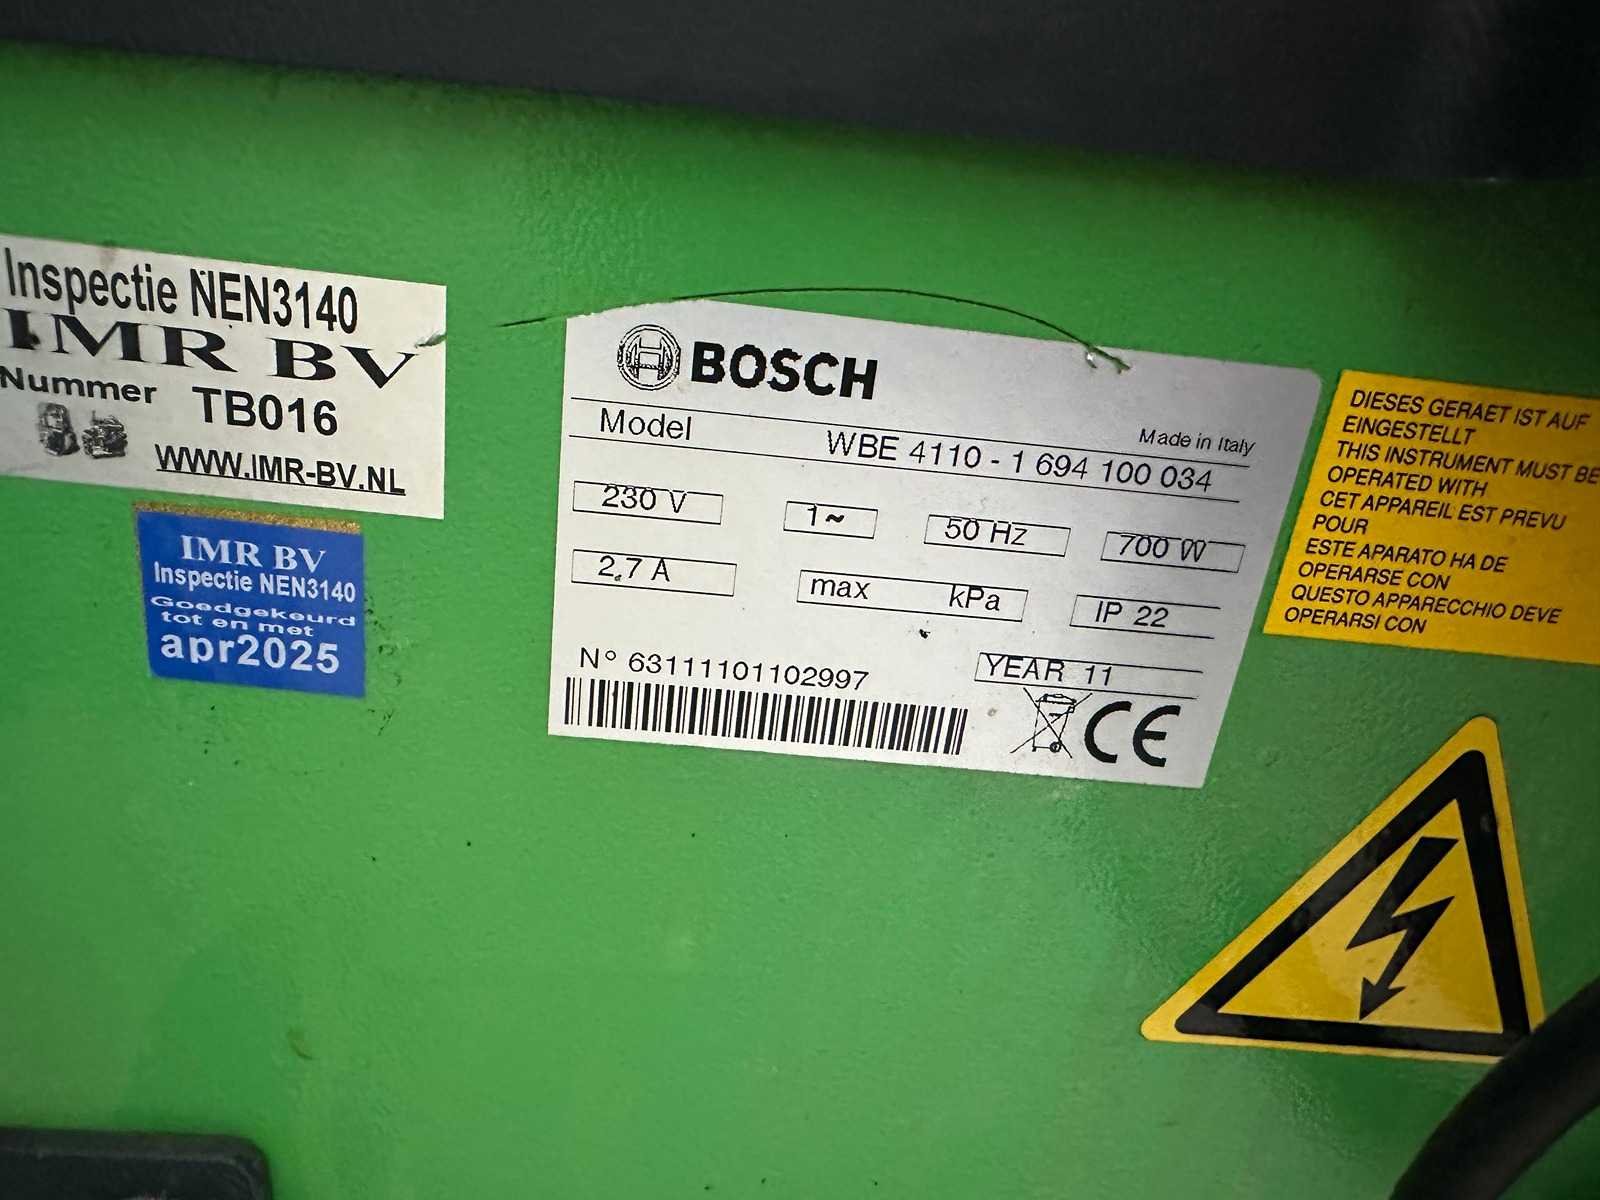 Inspectie NEN3140
IMR BV
Nummer TB016
WWW.IMR-BV.NL
IMR BV
Inspectie NEN3140
Goedgekeurd
tot en met
apr2025
BOSCH
Made in Italy
Model WBE 4110 - 1 694 100 034
230 V 1~ 50 Hz 700 W
2.7 A max kPa IP 22
N° 63111101102997 YEAR 11
CE
DIESES GERAET IST AUF
EINGESTELLT
THIS INSTRUMENT MUST BE
OPERATED WITH
CET APPAREIL EST PREVU
POUR
ESTE APARATO HA DE
OPERARSE CON
QUESTO APPARECCHIO DEVE
OPERARSI CON